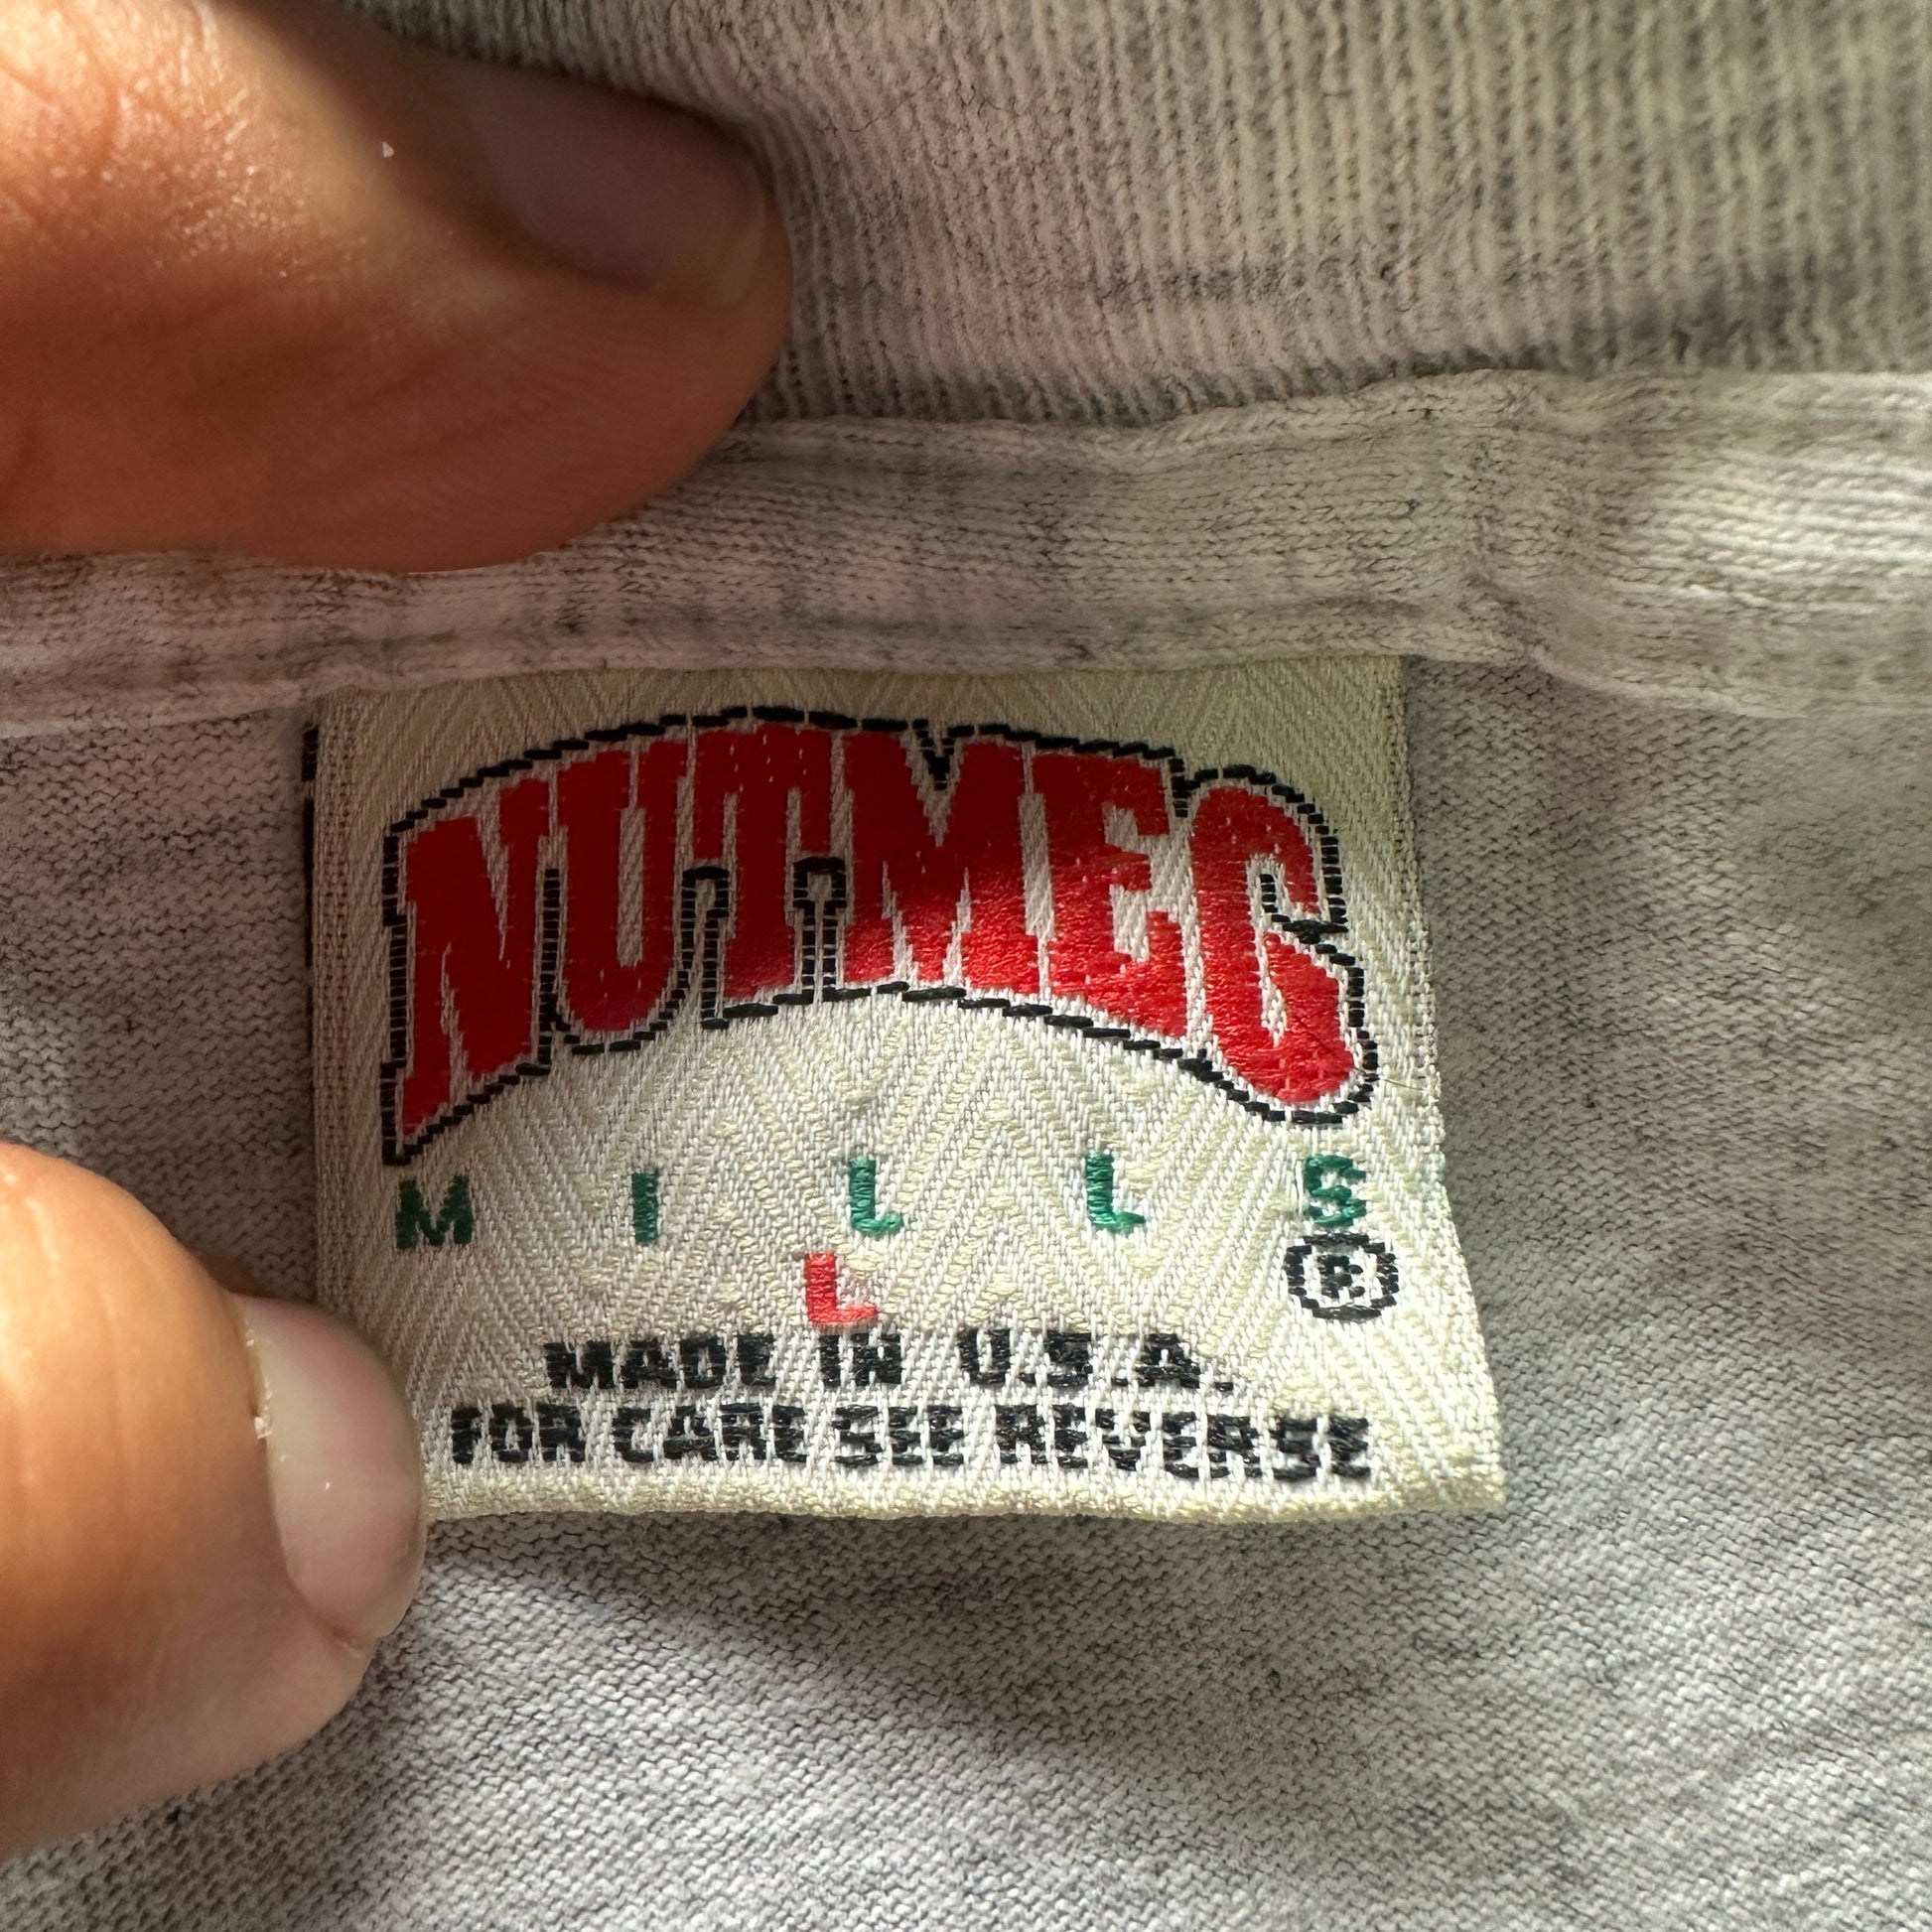 NUTMEG
MILLS
®
L
MADE IN U.S.A.
FOR CARE SEE REVERSE